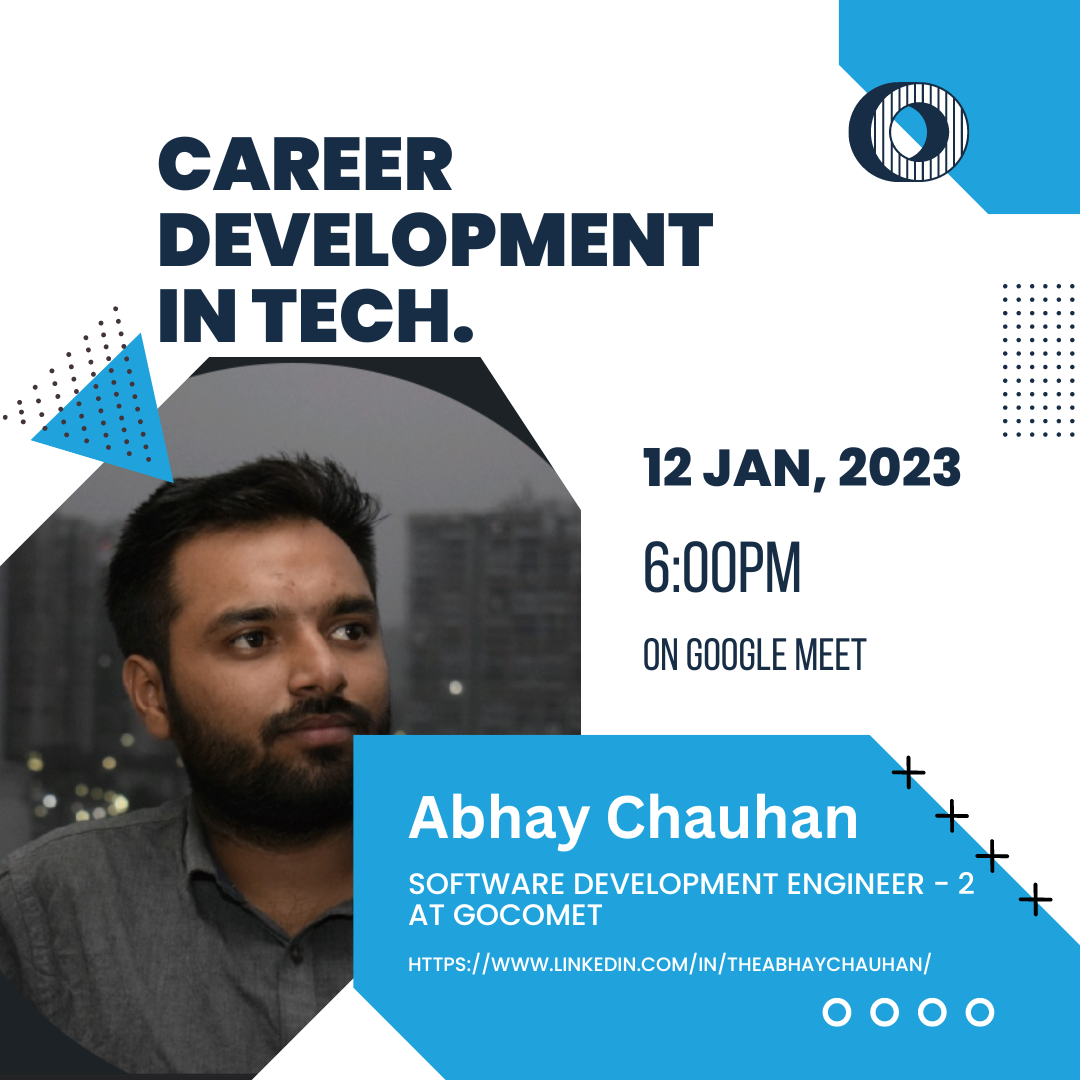 CAREER
DEVELOPMENT
IN TECH.
12 JAN, 2023
6:00PM
ON GOOGLE MEET
Abhay Chauhan
SOFTWARE DEVELOPMENT ENGINEER - 2
AT GOCOMET
HTTPS://WWW.LINKEDIN.COM/IN/THEABHAYCHAUHAN/